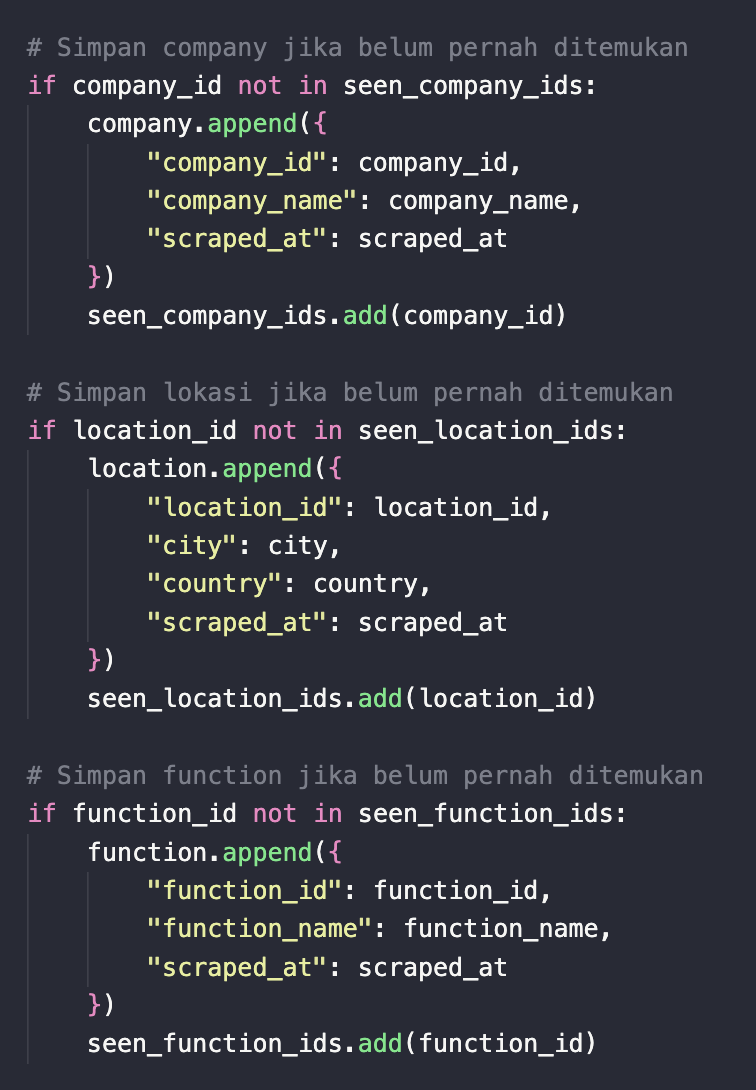 # Simpan company jika belum pernah ditemukan
if company_id not in seen_company_ids:
    company.append({
        "company_id": company_id,
        "company_name": company_name,
        "scraped_at": scraped_at
    })
    seen_company_ids.add(company_id)

# Simpan lokasi jika belum pernah ditemukan
if location_id not in seen_location_ids:
    location.append({
        "location_id": location_id,
        "city": city,
        "country": country,
        "scraped_at": scraped_at
    })
    seen_location_ids.add(location_id)

# Simpan function jika belum pernah ditemukan
if function_id not in seen_function_ids:
    function.append({
        "function_id": function_id,
        "function_name": function_name,
        "scraped_at": scraped_at
    })
    seen_function_ids.add(function_id)